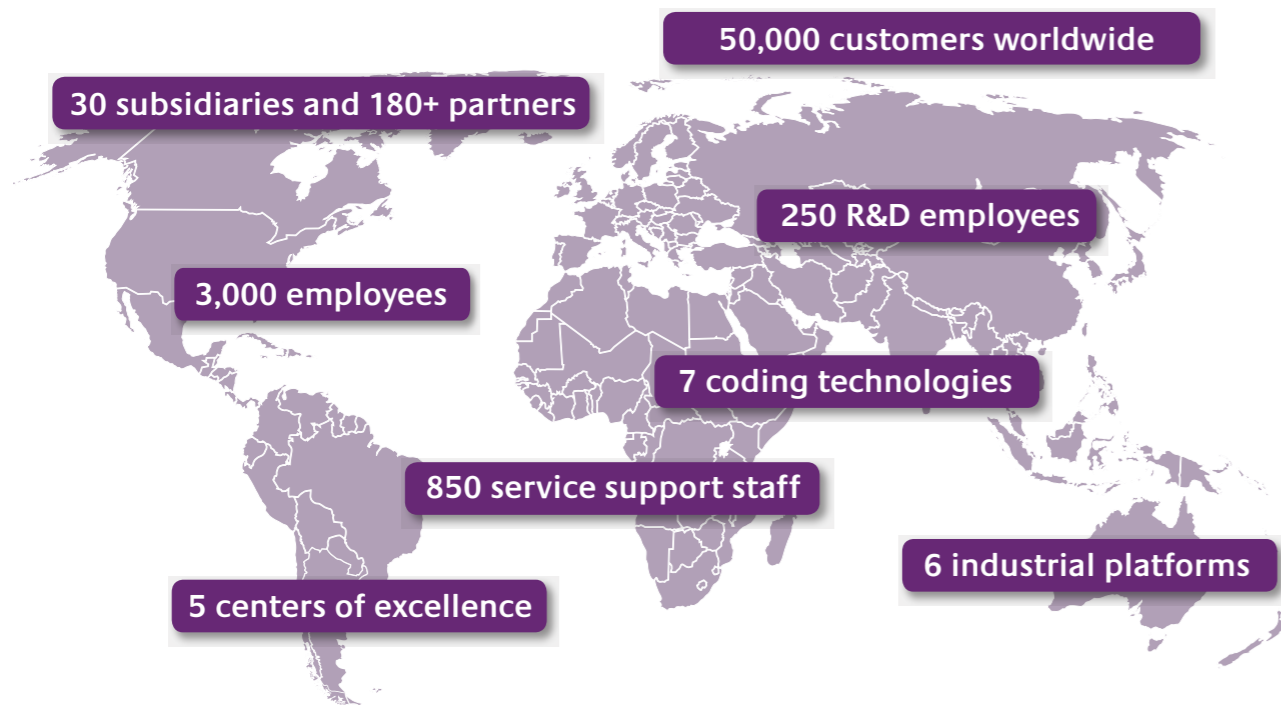 50,000 customers worldwide
30 subsidiaries and 180+ partners
250 R&D employees
3,000 employees
7 coding technologies
850 service support staff
6 industrial platforms
5 centers of excellence